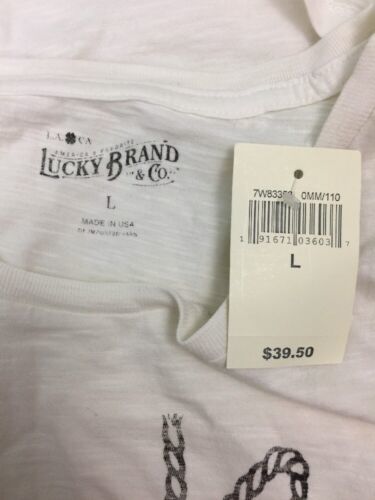 L.A. CA
AMERICA'S FAVORITE
LUCKY BRAND
& CO.
L
MADE IN USA
0MM/110
1 91671 03603 7
L
$39.50